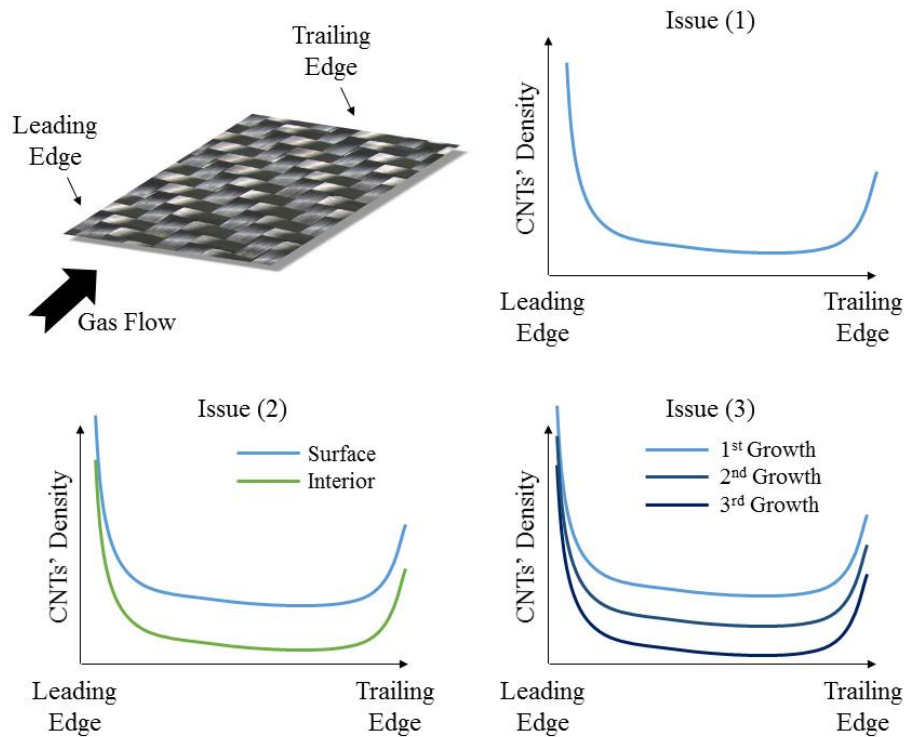 Trailing
Edge
Leading
Edge
Gas Flow
Issue (1)
CNTs' Density
Leading
Edge
Trailing
Edge
Issue (2)
Surface
Interior
CNTs' Density
Leading
Edge
Trailing
Edge
Issue (3)
1st Growth
2nd Growth
3rd Growth
CNTs' Density
Leading
Edge
Trailing
Edge